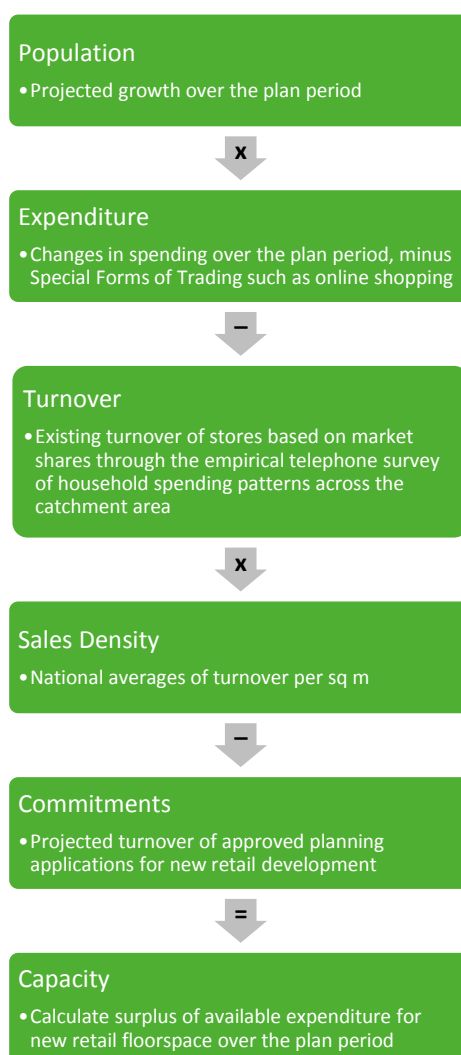 Population
•Projected growth over the plan period
x
Expenditure
•Changes in spending over the plan period, minus
Special Forms of Trading such as online shopping
–
Turnover
•Existing turnover of stores based on market
shares through the empirical telephone survey
of household spending patterns across the
catchment area
x
Sales Density
•National averages of turnover per sq m
–
Commitments
•Projected turnover of approved planning
applications for new retail development
=
Capacity
•Calculate surplus of available expenditure for
new retail floorspace over the plan period